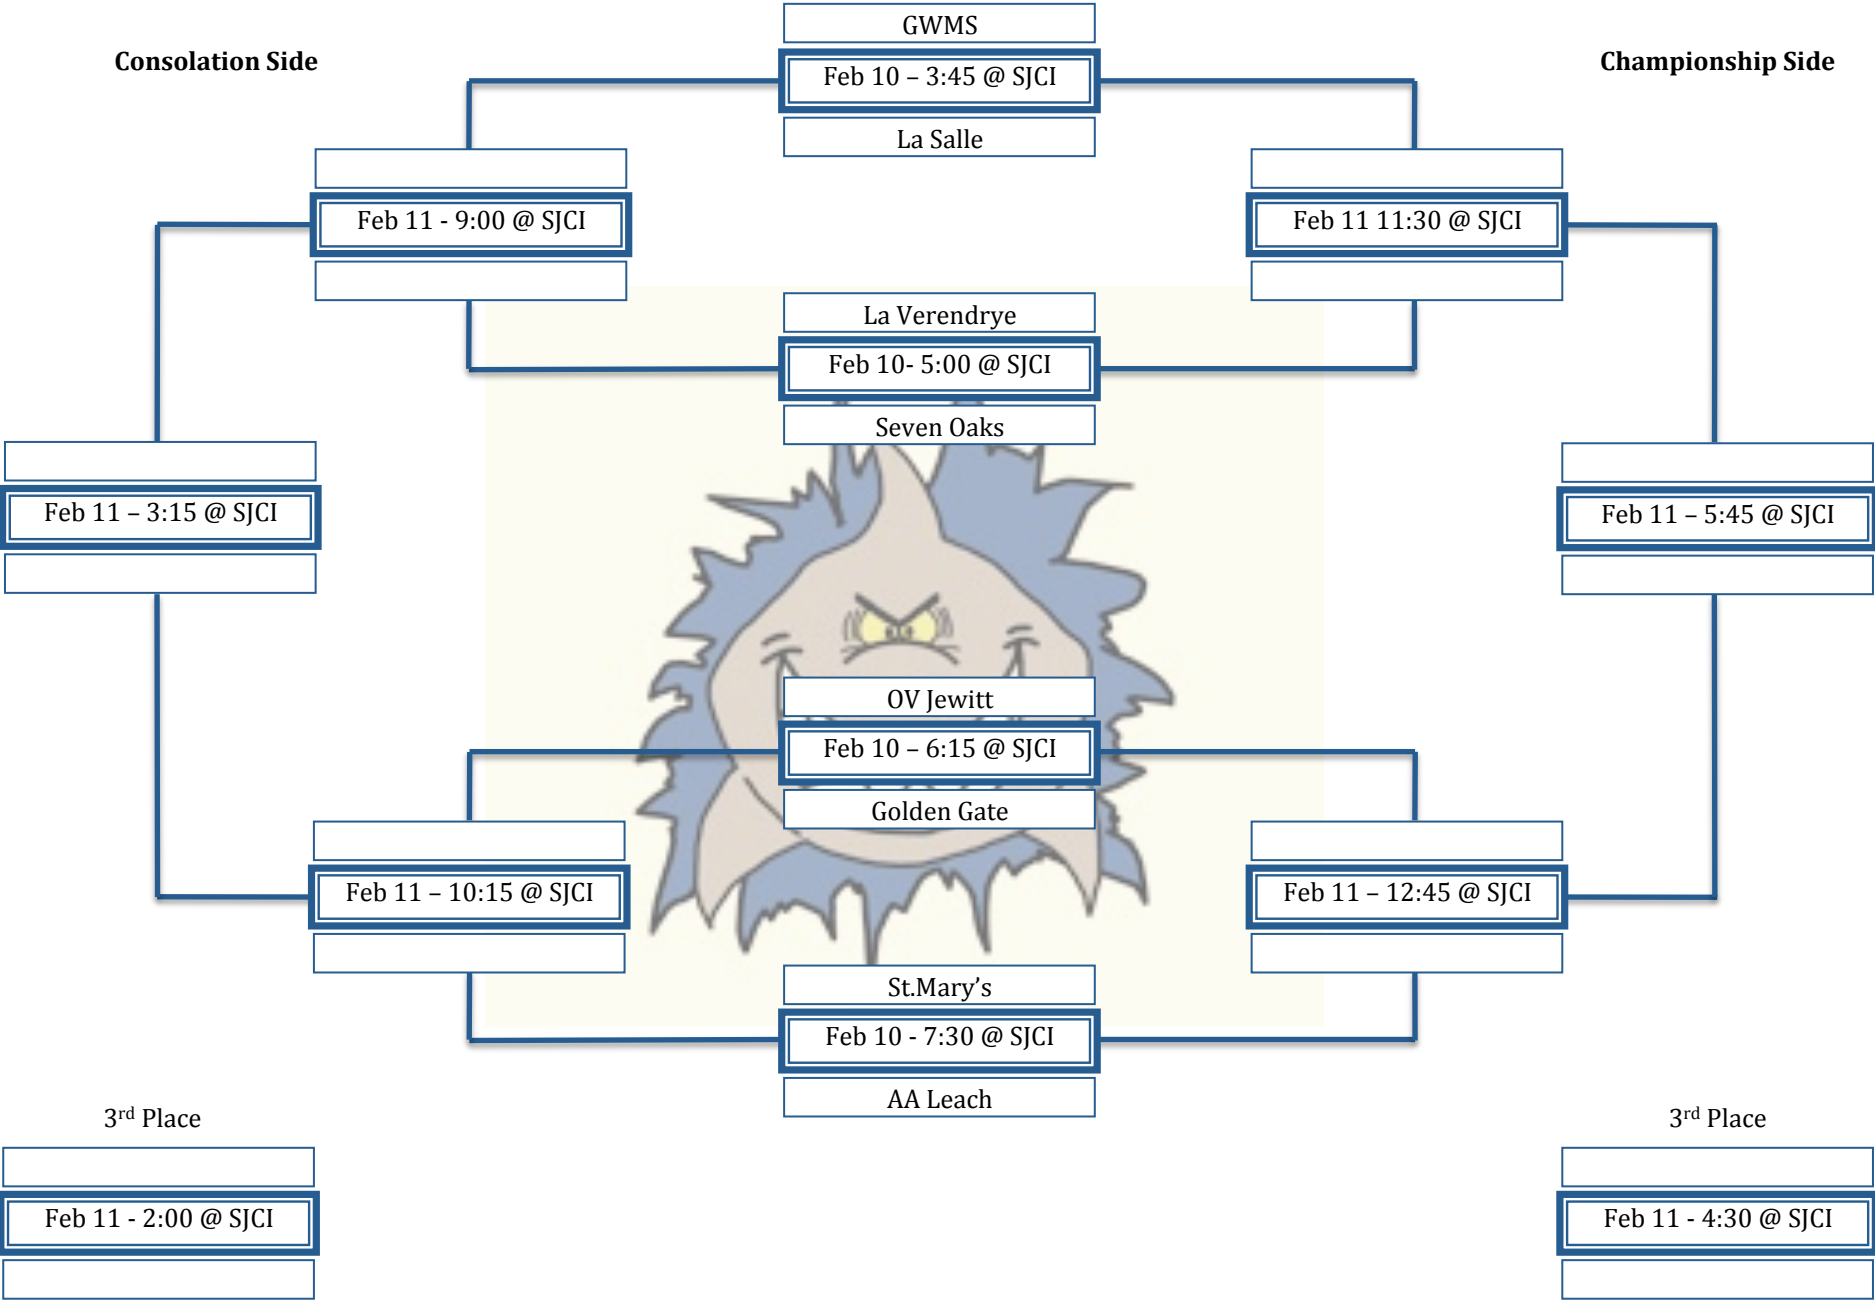 GWMS
Consolation Side
Feb 10 – 3:45 @ SJCI
Championship Side
La Salle
Feb 11 - 9:00 @ SJCI
Feb 11 11:30 @ SJCI
La Verendrye
Feb 10- 5:00 @ SJCI
Seven Oaks
Feb 11 – 3:15 @ SJCI
Feb 11 – 5:45 @ SJCI
OV Jewitt
Feb 10 – 6:15 @ SJCI
Golden Gate
Feb 11 – 10:15 @ SJCI
Feb 11 – 12:45 @ SJCI
St.Mary’s
Feb 10 - 7:30 @ SJCI
AA Leach
3rd Place
3rd Place
Feb 11 - 2:00 @ SJCI
Feb 11 - 4:30 @ SJCI